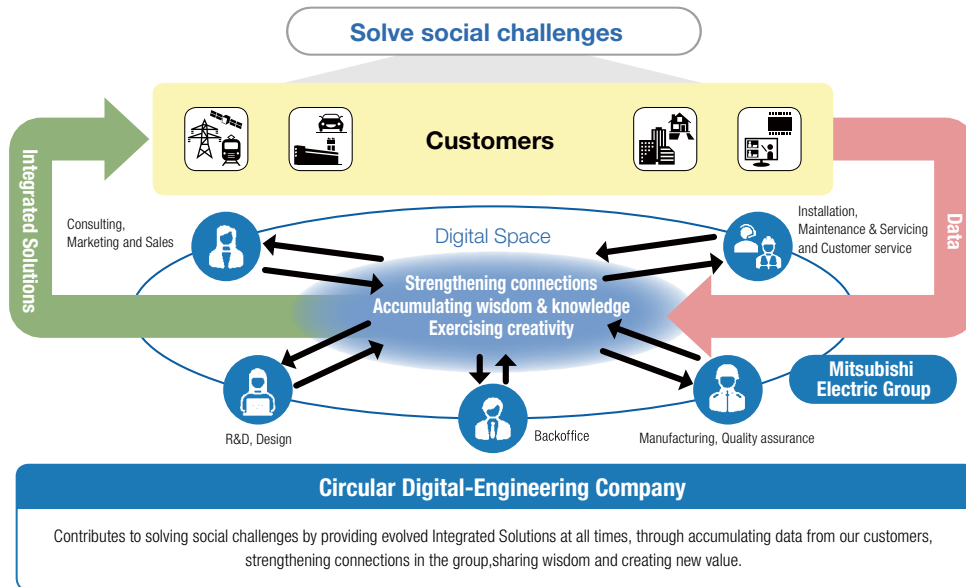 Solve social challenges
Customers
Integrated Solutions
Data
Consulting,
Marketing and Sales
Digital Space
Installation,
Maintenance & Servicing
and Customer service
Strengthening connections
Accumulating wisdom & knowledge
Exercising creativity
Mitsubishi
Electric Group
R&D, Design
Backoffice
Manufacturing, Quality assurance
Circular Digital-Engineering Company
Contributes to solving social challenges by providing evolved Integrated Solutions at all times, through accumulating data from our customers,
strengthening connections in the group,sharing wisdom and creating new value.